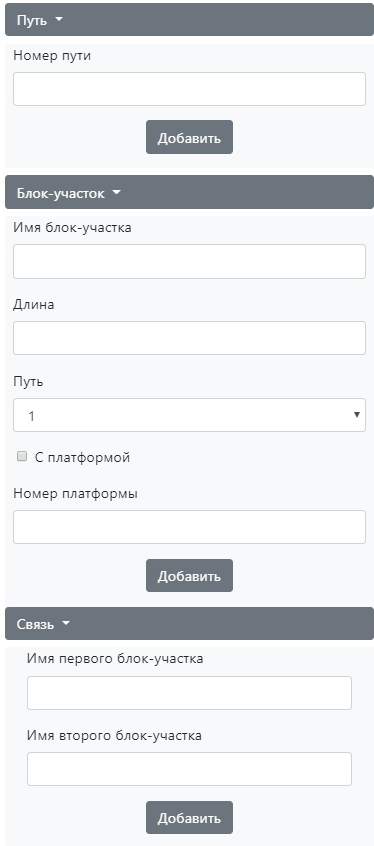 Путь
Номер пути
Добавить
Блок-участок
Имя блок-участка
Длина
Путь
1
С платформой
Номер платформы
Добавить
Связь
Имя первого блок-участка
Имя второго блок-участка
Добавить